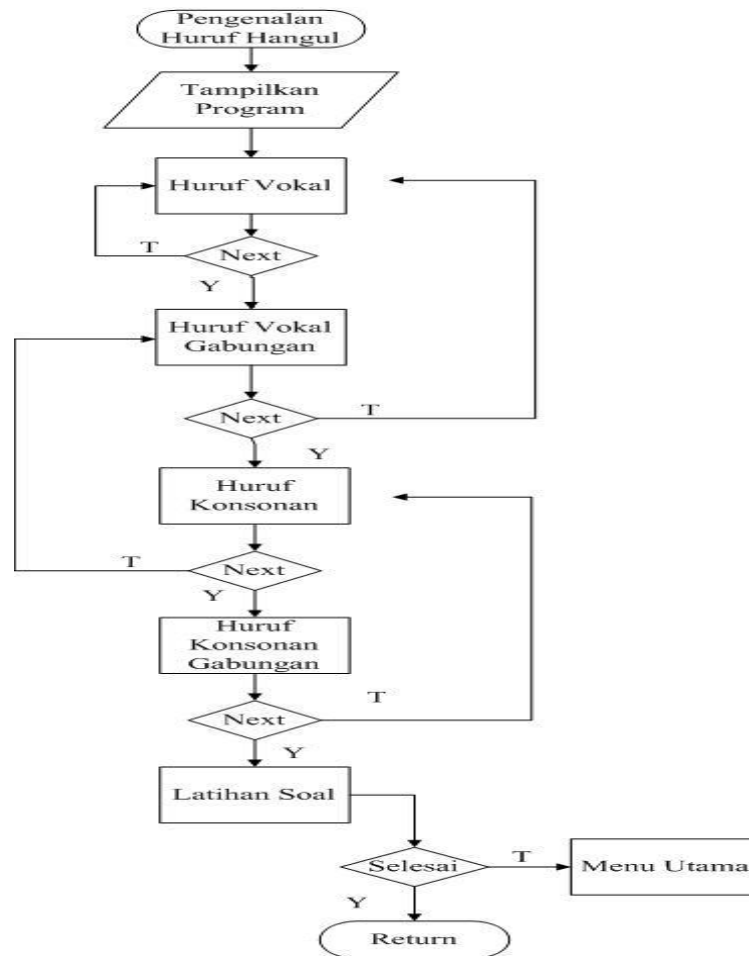 Pengenalan
Huruf Hangul
Tampilkan
Program
Huruf Vokal
T
Next
Y
Huruf Vokal
Gabungan
Next
T
Y
Huruf
Konsonan
T
Next
Y
Huruf
Konsonan
Gabungan
Next
T
Y
Latihan Soal
Selesai
T
Menu Utama
Y
Return